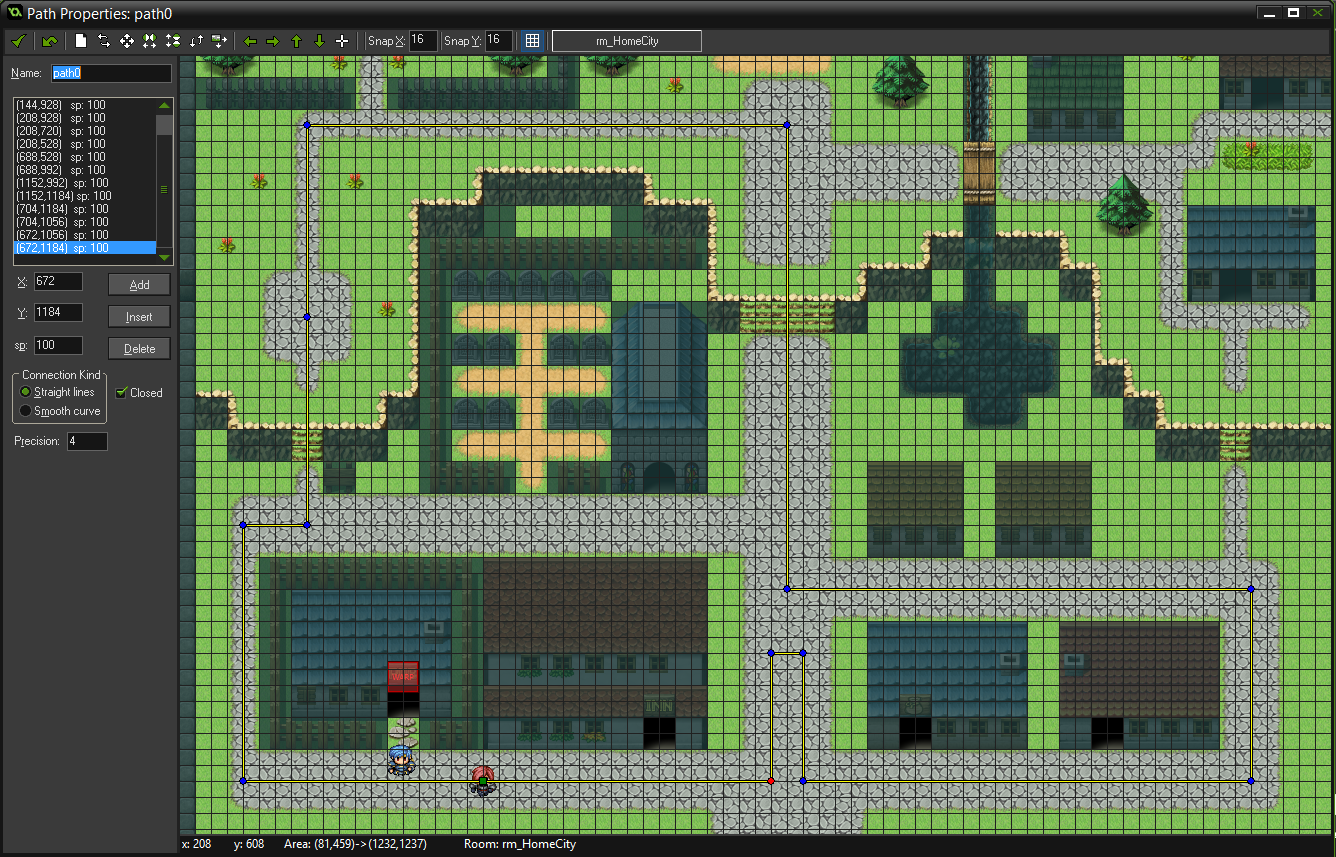 Path Properties: path0
Snap X: 16 Snap Y: 16 rm_HomeCity
Name: path0
(144,928) sp: 100
(208,928) sp: 100
(208,720) sp: 100
(208,528) sp: 100
(688,528) sp: 100
(688,992) sp: 100
(1152,992) sp: 100
(1152,1184) sp: 100
(704,1184) sp: 100
(704,1056) sp: 100
(672,1056) sp: 100
(672,1184) sp: 100
X: 672 Add
Y: 1184 Insert
sp: 100 Delete
Connection Kind
Straight lines
Closed
Smooth curve
Precision: 4
WARP
INN
x: 208 y: 608 Area: (81,459)->(1232,1237) Room: rm_HomeCity